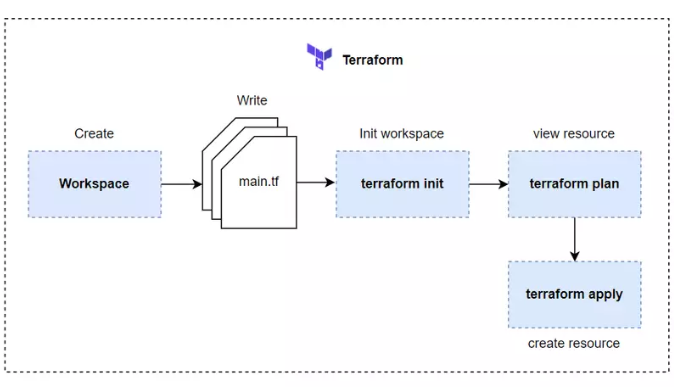 Terraform
Write
Create
Init workspace
view resource
Workspace
main.tf
terraform init
terraform plan
terraform apply
create resource